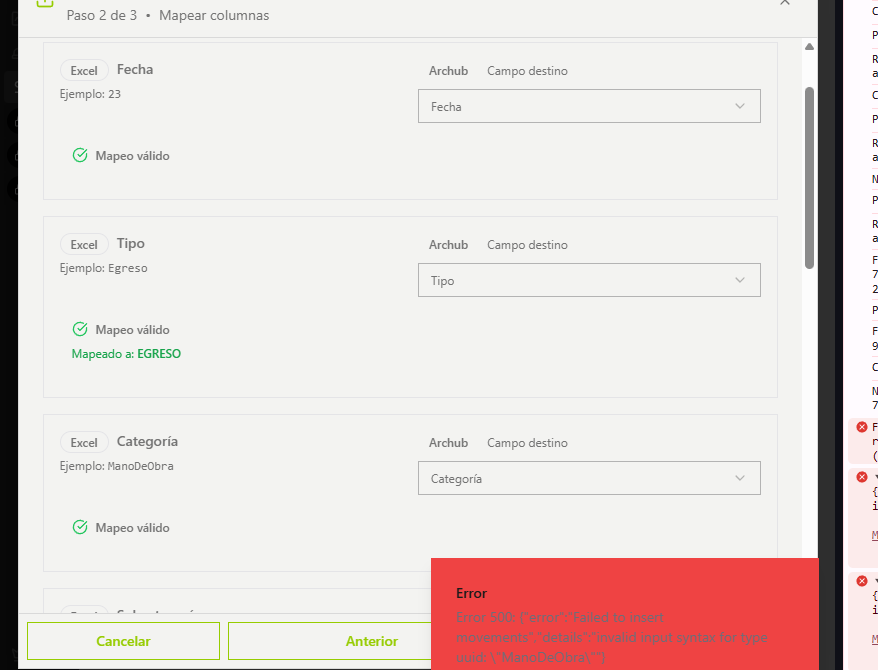 Paso 2 de 3 • Mapear columnas
Excel Fecha
Archub Campo destino
Ejemplo: 23
Fecha
Mapeo válido
Excel Tipo
Archub Campo destino
Ejemplo: Egreso
Tipo
Mapeo válido
Mapeado a: EGRESO
Excel Categoría
Archub Campo destino
Ejemplo: ManoDeObra
Categoría
Mapeo válido
Cancelar
Anterior
Error
Error 500: {"error":"Failed to insert
movements","details":"invalid input syntax for type
uuid: \"ManoDeObra\""}